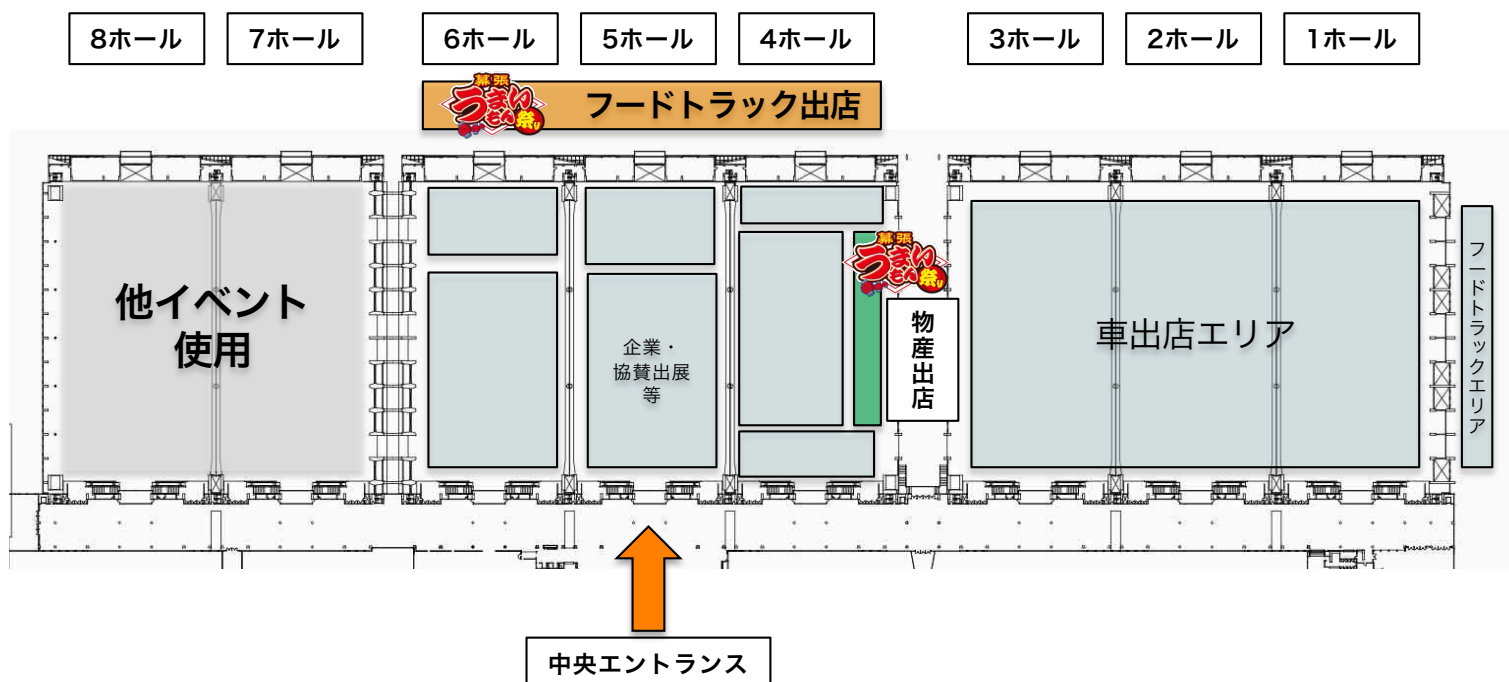 8ホール
7ホール
6ホール
5ホール
4ホール
3ホール
2ホール
1ホール
幕張
うまい
もん祭り
フードトラック出店
他イベント
使用
企業・
協賛出展
等
幕張
うまい
もん祭り
物産出店
車出店エリア
フードトラックエリア
中央エントランス